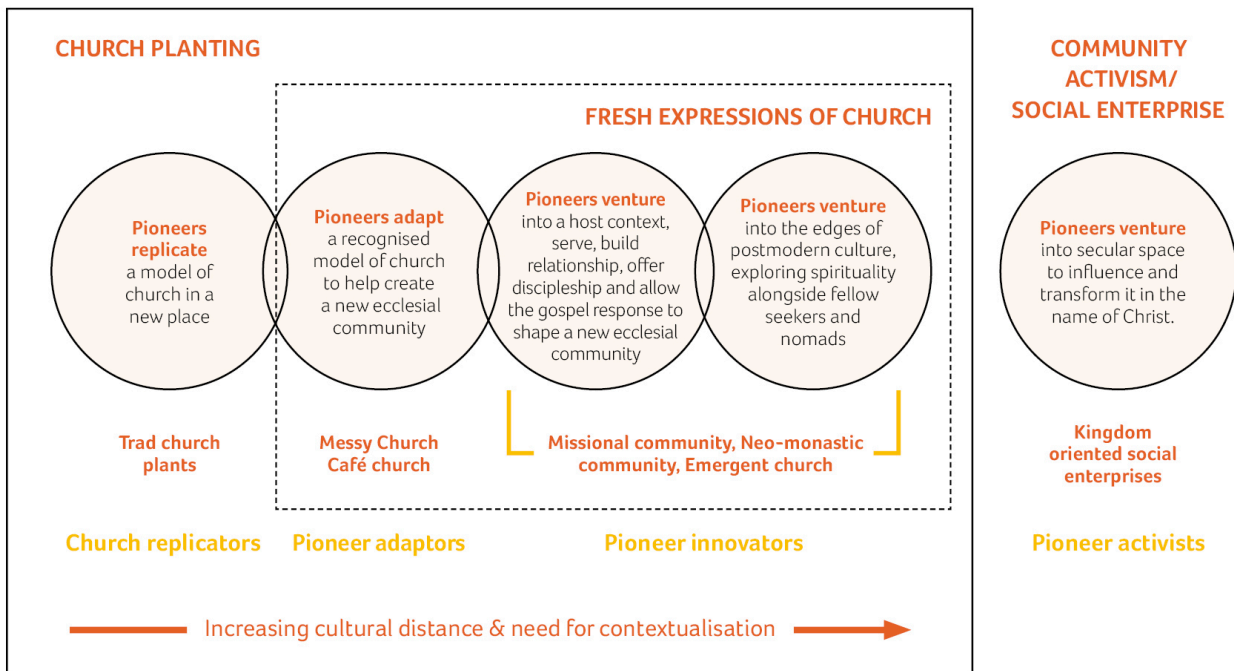 CHURCH PLANTING
FRESH EXPRESSIONS OF CHURCH
Pioneers
replicate
a model of
church in a
new place
Pioneers adapt
a recognised
model of church
to help create
a new ecclesial
community
Pioneers venture
into a host context,
serve, build
relationship, offer
discipleship and allow
the gospel response to
shape a new ecclesial
community
Pioneers venture
into the edges of
postmodern culture,
exploring spirituality
alongside fellow
seekers and
nomads
Trad church
plants
Messy Church
Café church
Missional community, Neo-monastic
community, Emergent church
Church replicators
Pioneer adaptors
Pioneer innovators
Increasing cultural distance & need for contextualisation
COMMUNITY
ACTIVISM/
SOCIAL ENTERPRISE
Pioneers venture
into secular space
to influence and
transform it in the
name of Christ.
Kingdom
oriented social
enterprises
Pioneer activists